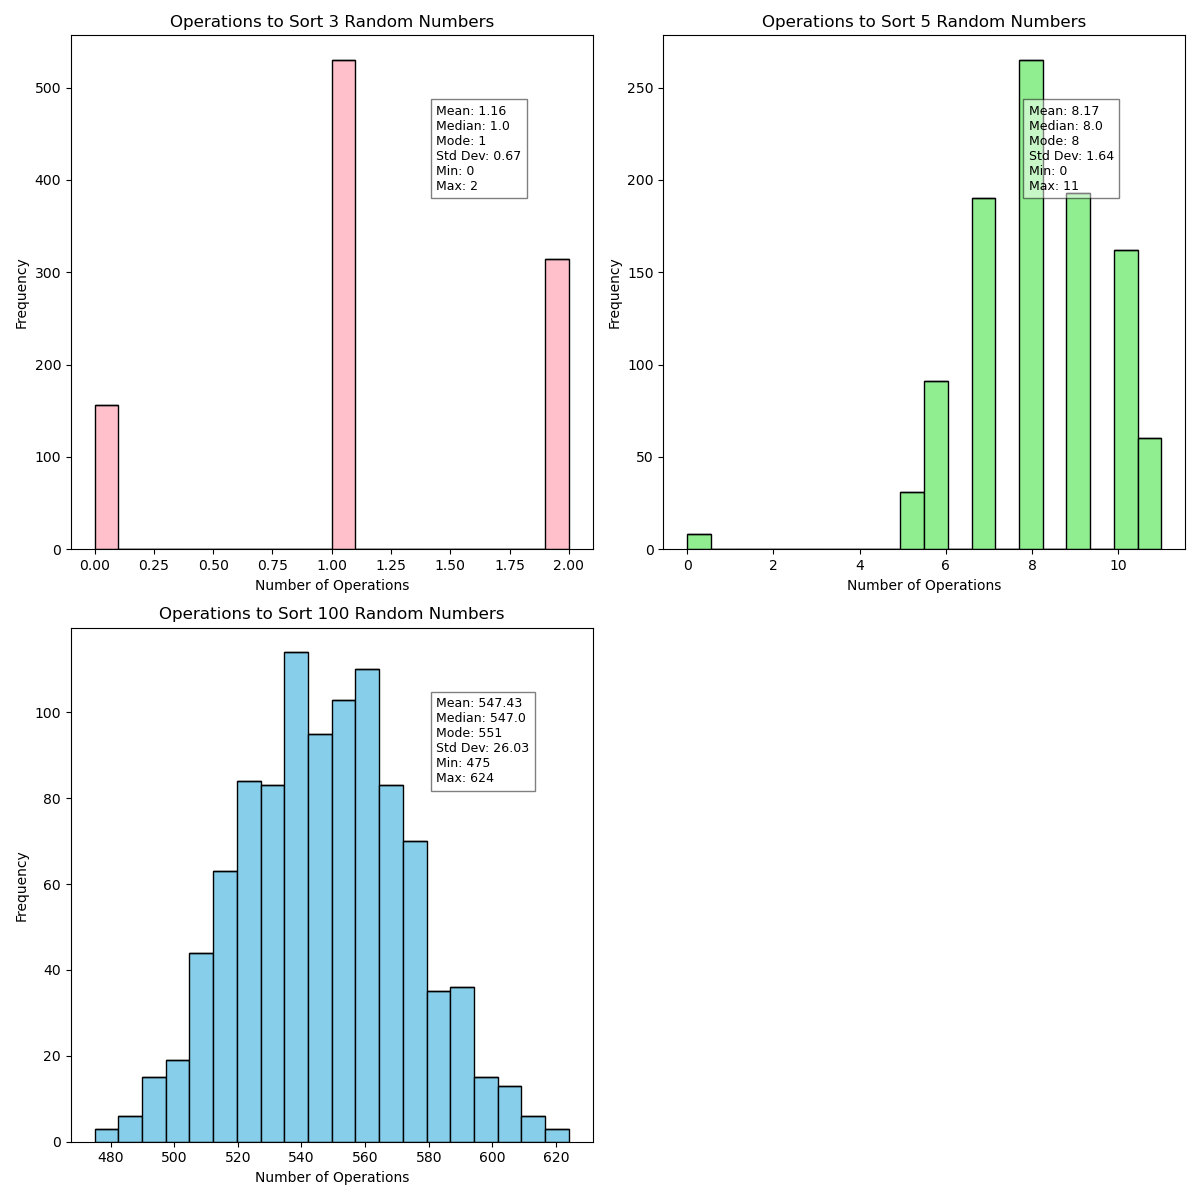 Operations to Sort 3 Random Numbers
Frequency
500
400
300
200
100
0
Mean: 1.16
Median: 1.0
Mode: 1
Std Dev: 0.67
Min: 0
Max: 2
0.00 0.25 0.50 0.75 1.00 1.25 1.50 1.75 2.00
Number of Operations
Operations to Sort 5 Random Numbers
Frequency
250
200
150
100
50
0
Mean: 8.17
Median: 8.0
Mode: 8
Std Dev: 1.64
Min: 0
Max: 11
0 2 4 6 8 10
Number of Operations
Operations to Sort 100 Random Numbers
Frequency
100
80
60
40
20
0
Mean: 547.43
Median: 547.0
Mode: 551
Std Dev: 26.03
Min: 475
Max: 624
480 500 520 540 560 580 600 620
Number of Operations